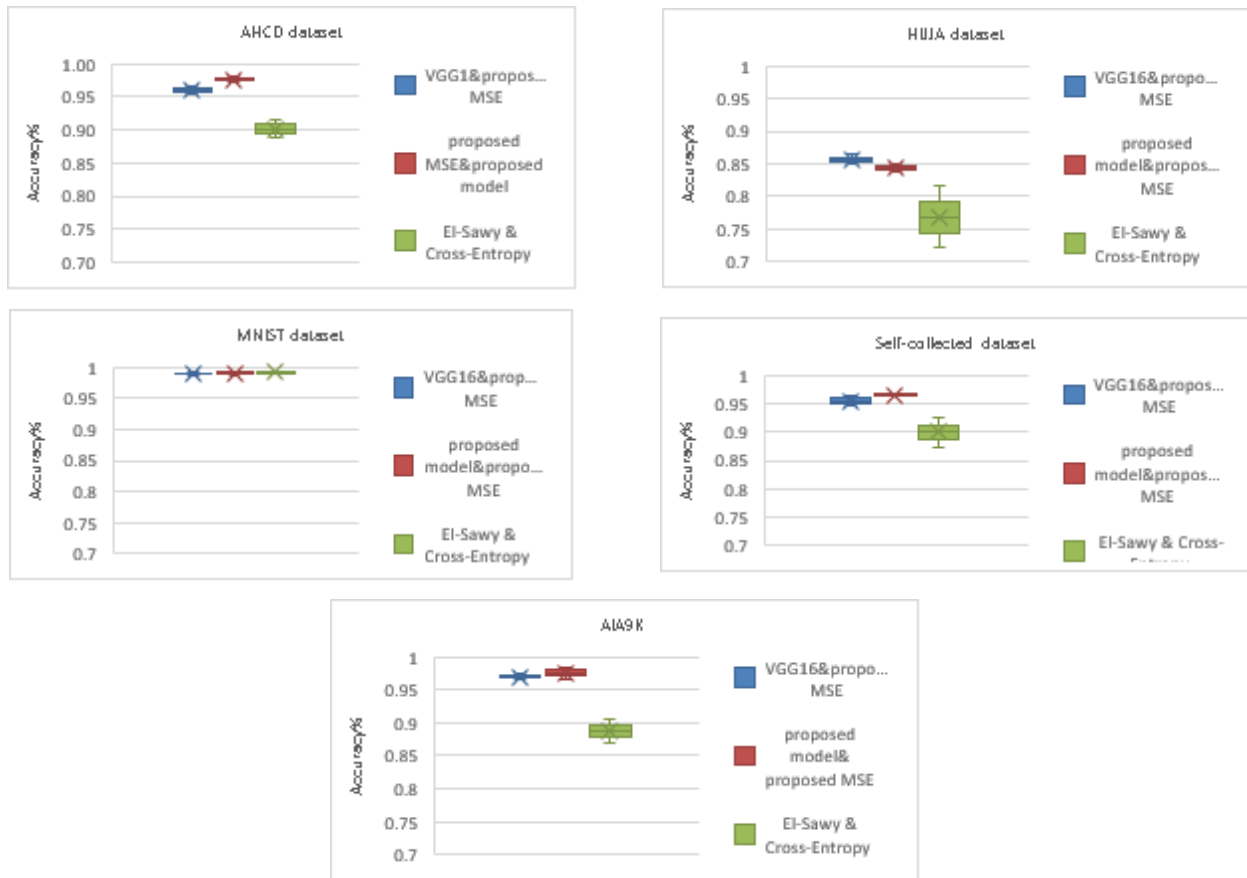 AHCD dataset
Accuracy%
1.00
0.95
0.90
0.85
0.80
0.75
0.70
VGG1&propos...
MSE
proposed
MSE&proposed
model
El-Sawy &
Cross-Entropy
HIJJA dataset
Accuracy%
1
0.95
0.9
0.85
0.8
0.75
0.7
VGG16&propo...
MSE
proposed
model&propos...
MSE
El-Sawy &
Cross-Entropy
MNIST dataset
Accuracy%
1
0.95
0.9
0.85
0.8
0.75
0.7
VGG16&prop...
MSE
proposed
model&propo...
MSE
El-Sawy &
Cross-Entropy
Self-collected dataset
Accuracy%
1
0.95
0.9
0.85
0.8
0.75
0.7
VGG16&propos...
MSE
proposed
model&propos...
MSE
El-Sawy & Cross-
Entropy
AIA9K
Accuracy%
1
0.95
0.9
0.85
0.8
0.75
0.7
VGG16&propo...
MSE
proposed
model&
proposed MSE
El-Sawy &
Cross-Entropy